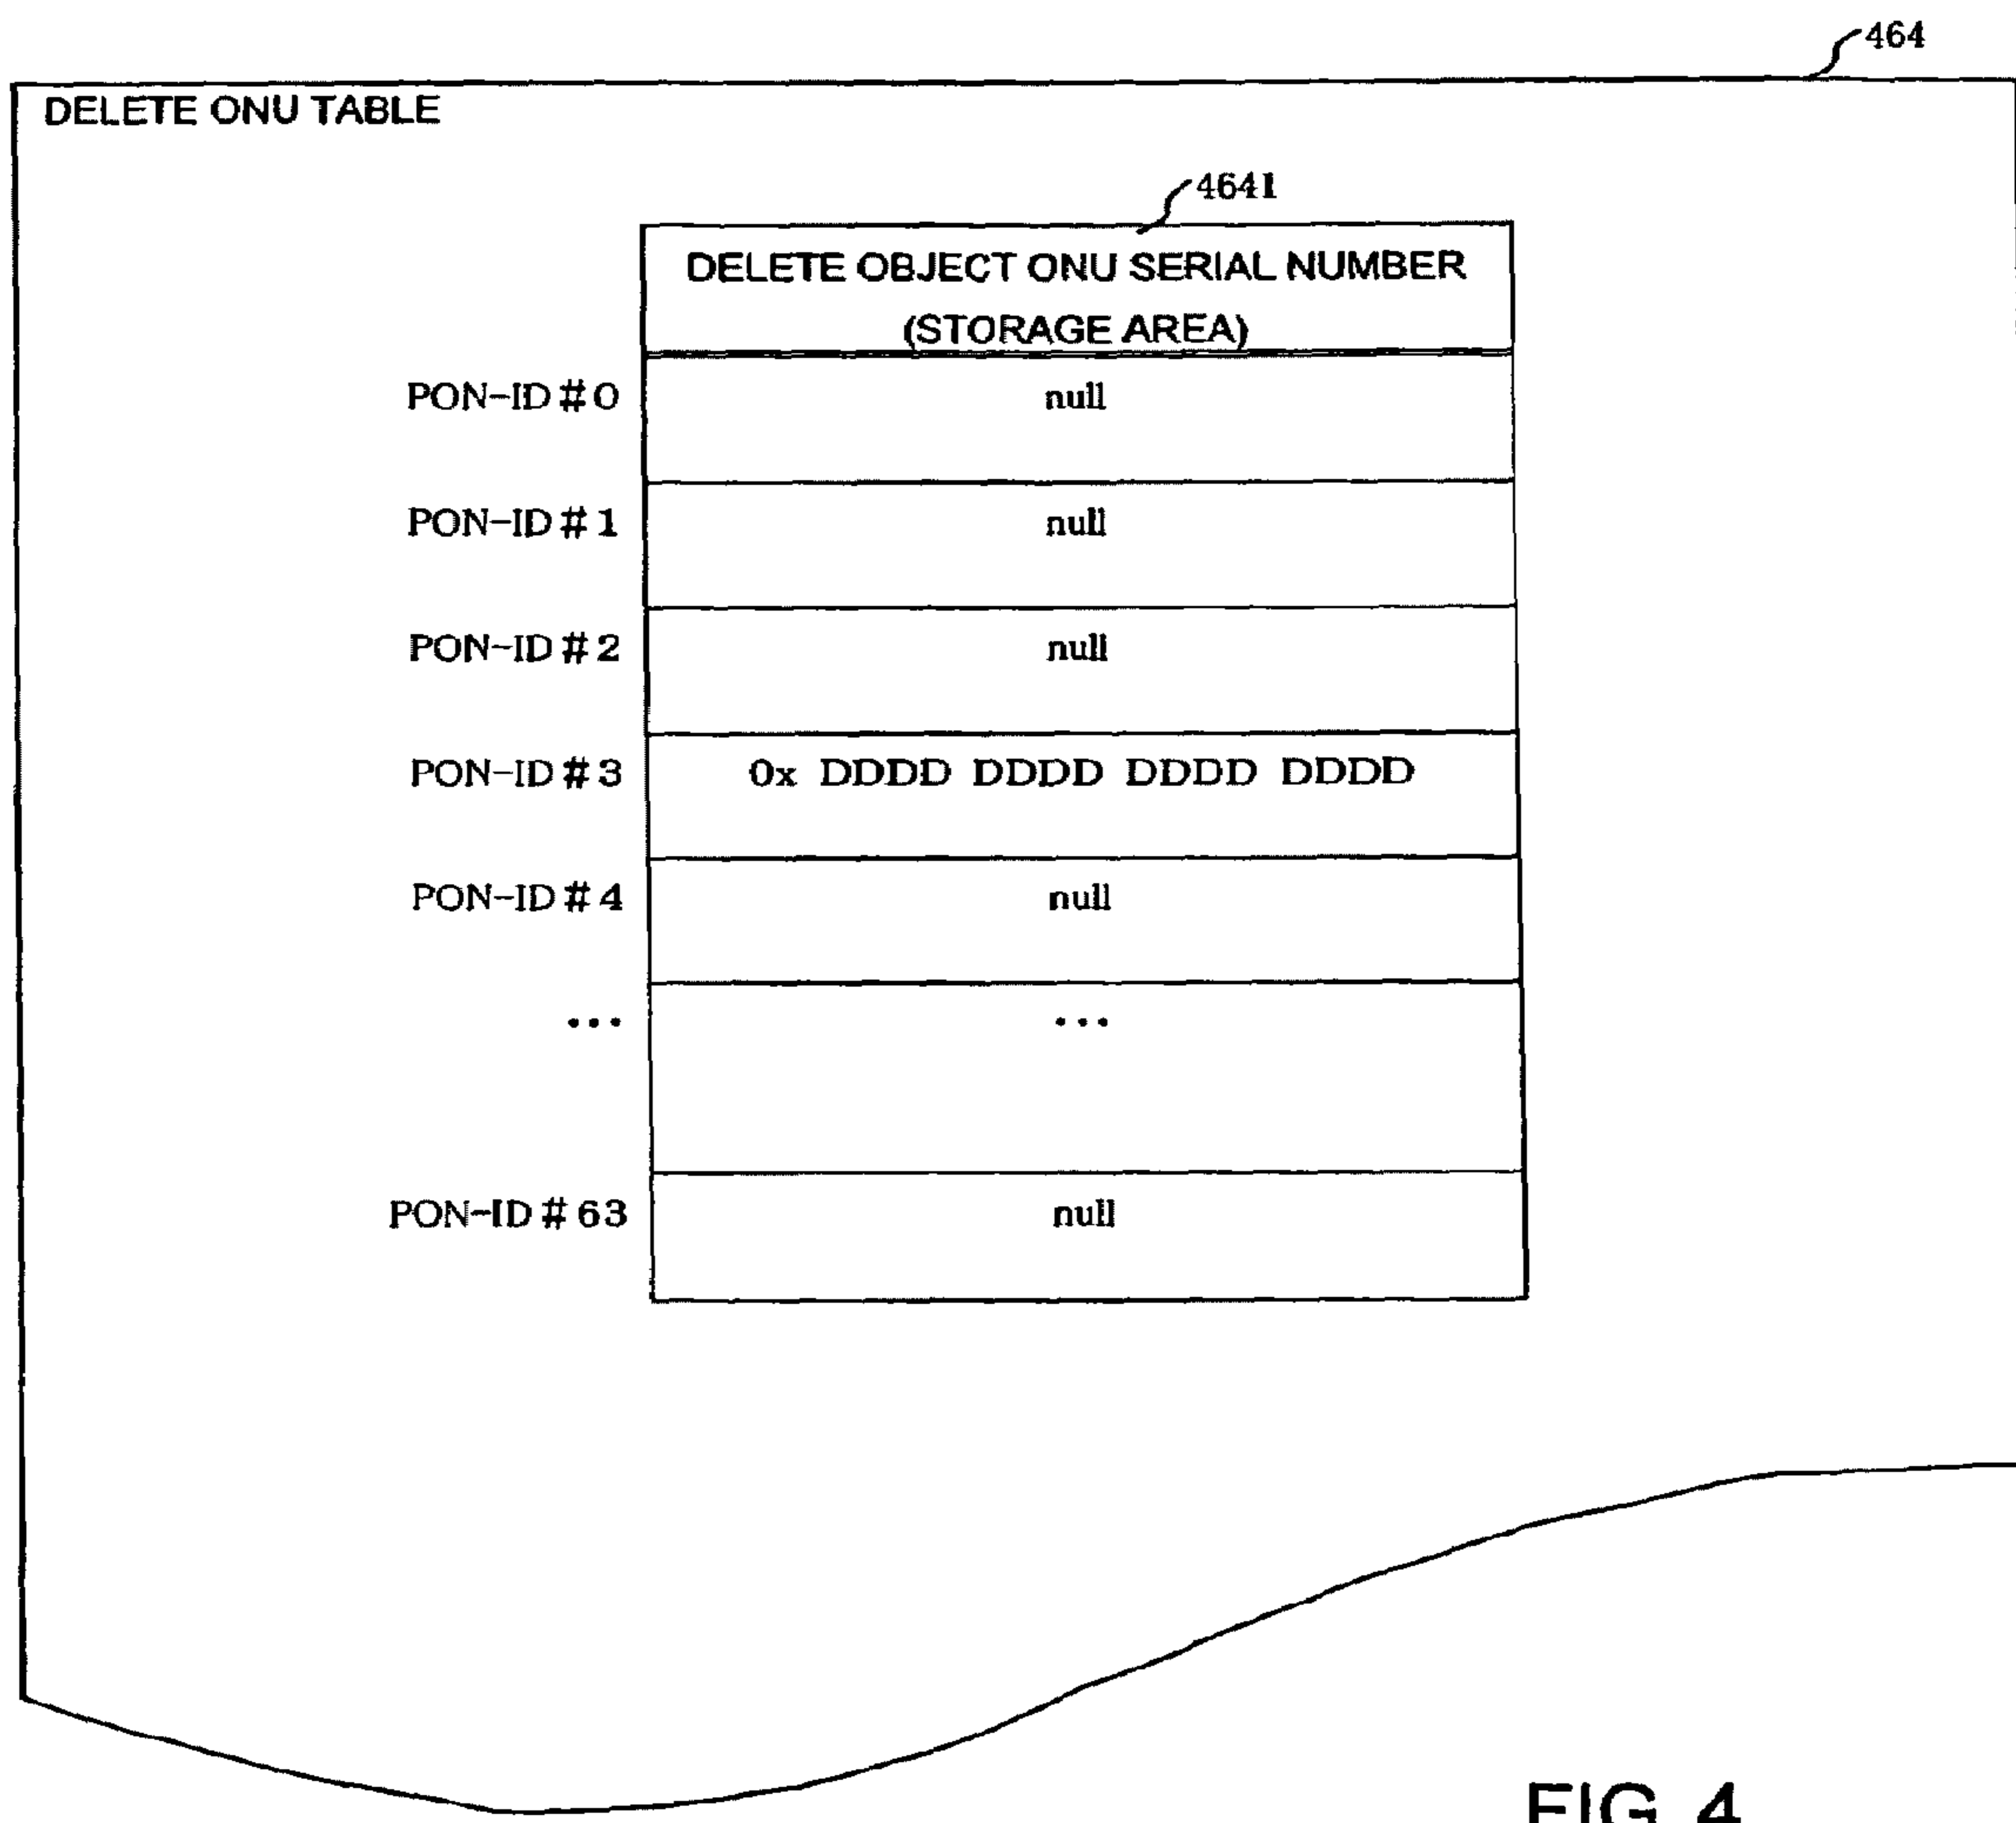 464
DELETE ONU TABLE
4641
DELETE OBJECT ONU SERIAL NUMBER
(STORAGE AREA)
PON-ID #0 null
PON-ID #1 null
PON-ID #2 null
PON-ID #3 0x DDDD DDDD DDDD DDDD
PON-ID #4 null
... ...
PON-ID #63 null
FIG. 4